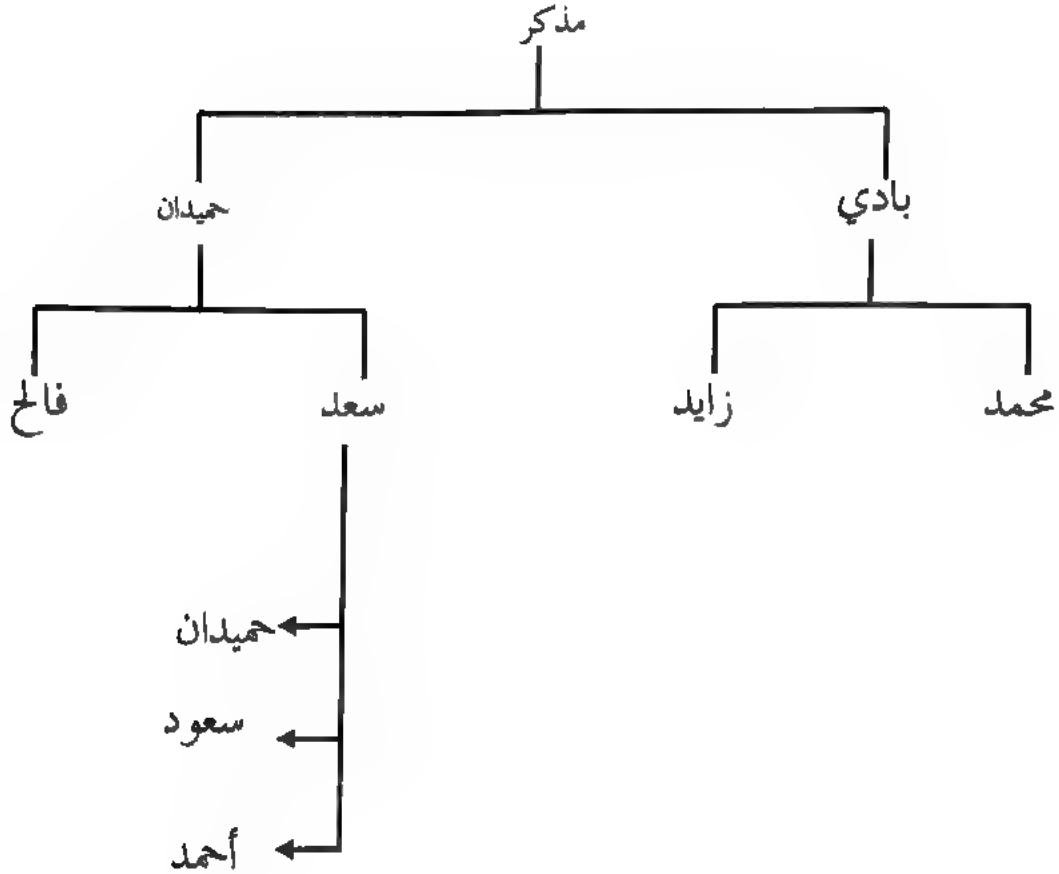 مذكر
بادي
حميدان
محمد
زايد
سعد
فالح
حميدان
سعود
أحمد